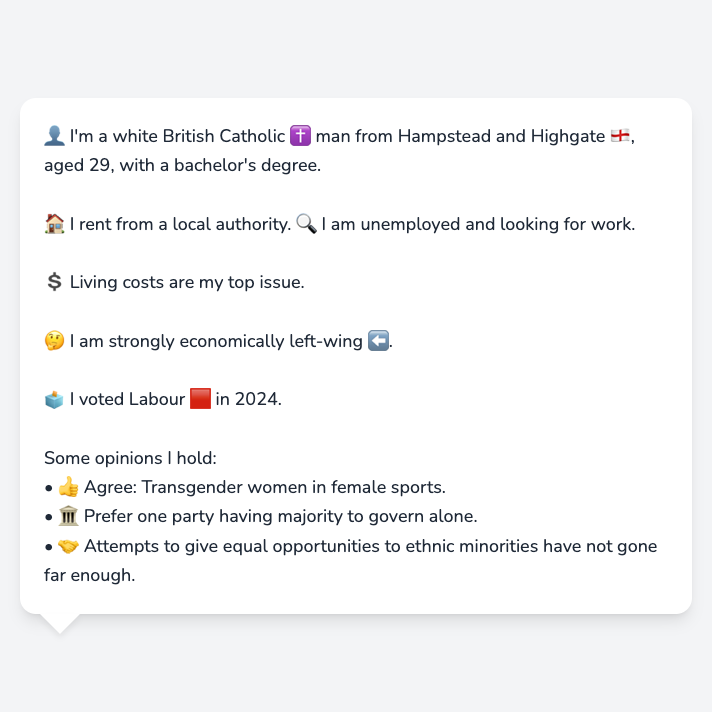 👤 I'm a white British Catholic ✝️ man from Hampstead and Highgate 🏴󠁧󠁢󠁥󠁮󠁧󠁿,
aged 29, with a bachelor's degree.
🏠 I rent from a local authority. 🔍 I am unemployed and looking for work.
💲 Living costs are my top issue.
🤔 I am strongly economically left-wing ⬅️.
🗳️ I voted Labour 🟥 in 2024.
Some opinions I hold:
• 👍 Agree: Transgender women in female sports.
• 🏛️ Prefer one party having majority to govern alone.
• 🤝 Attempts to give equal opportunities to ethnic minorities have not gone
far enough.